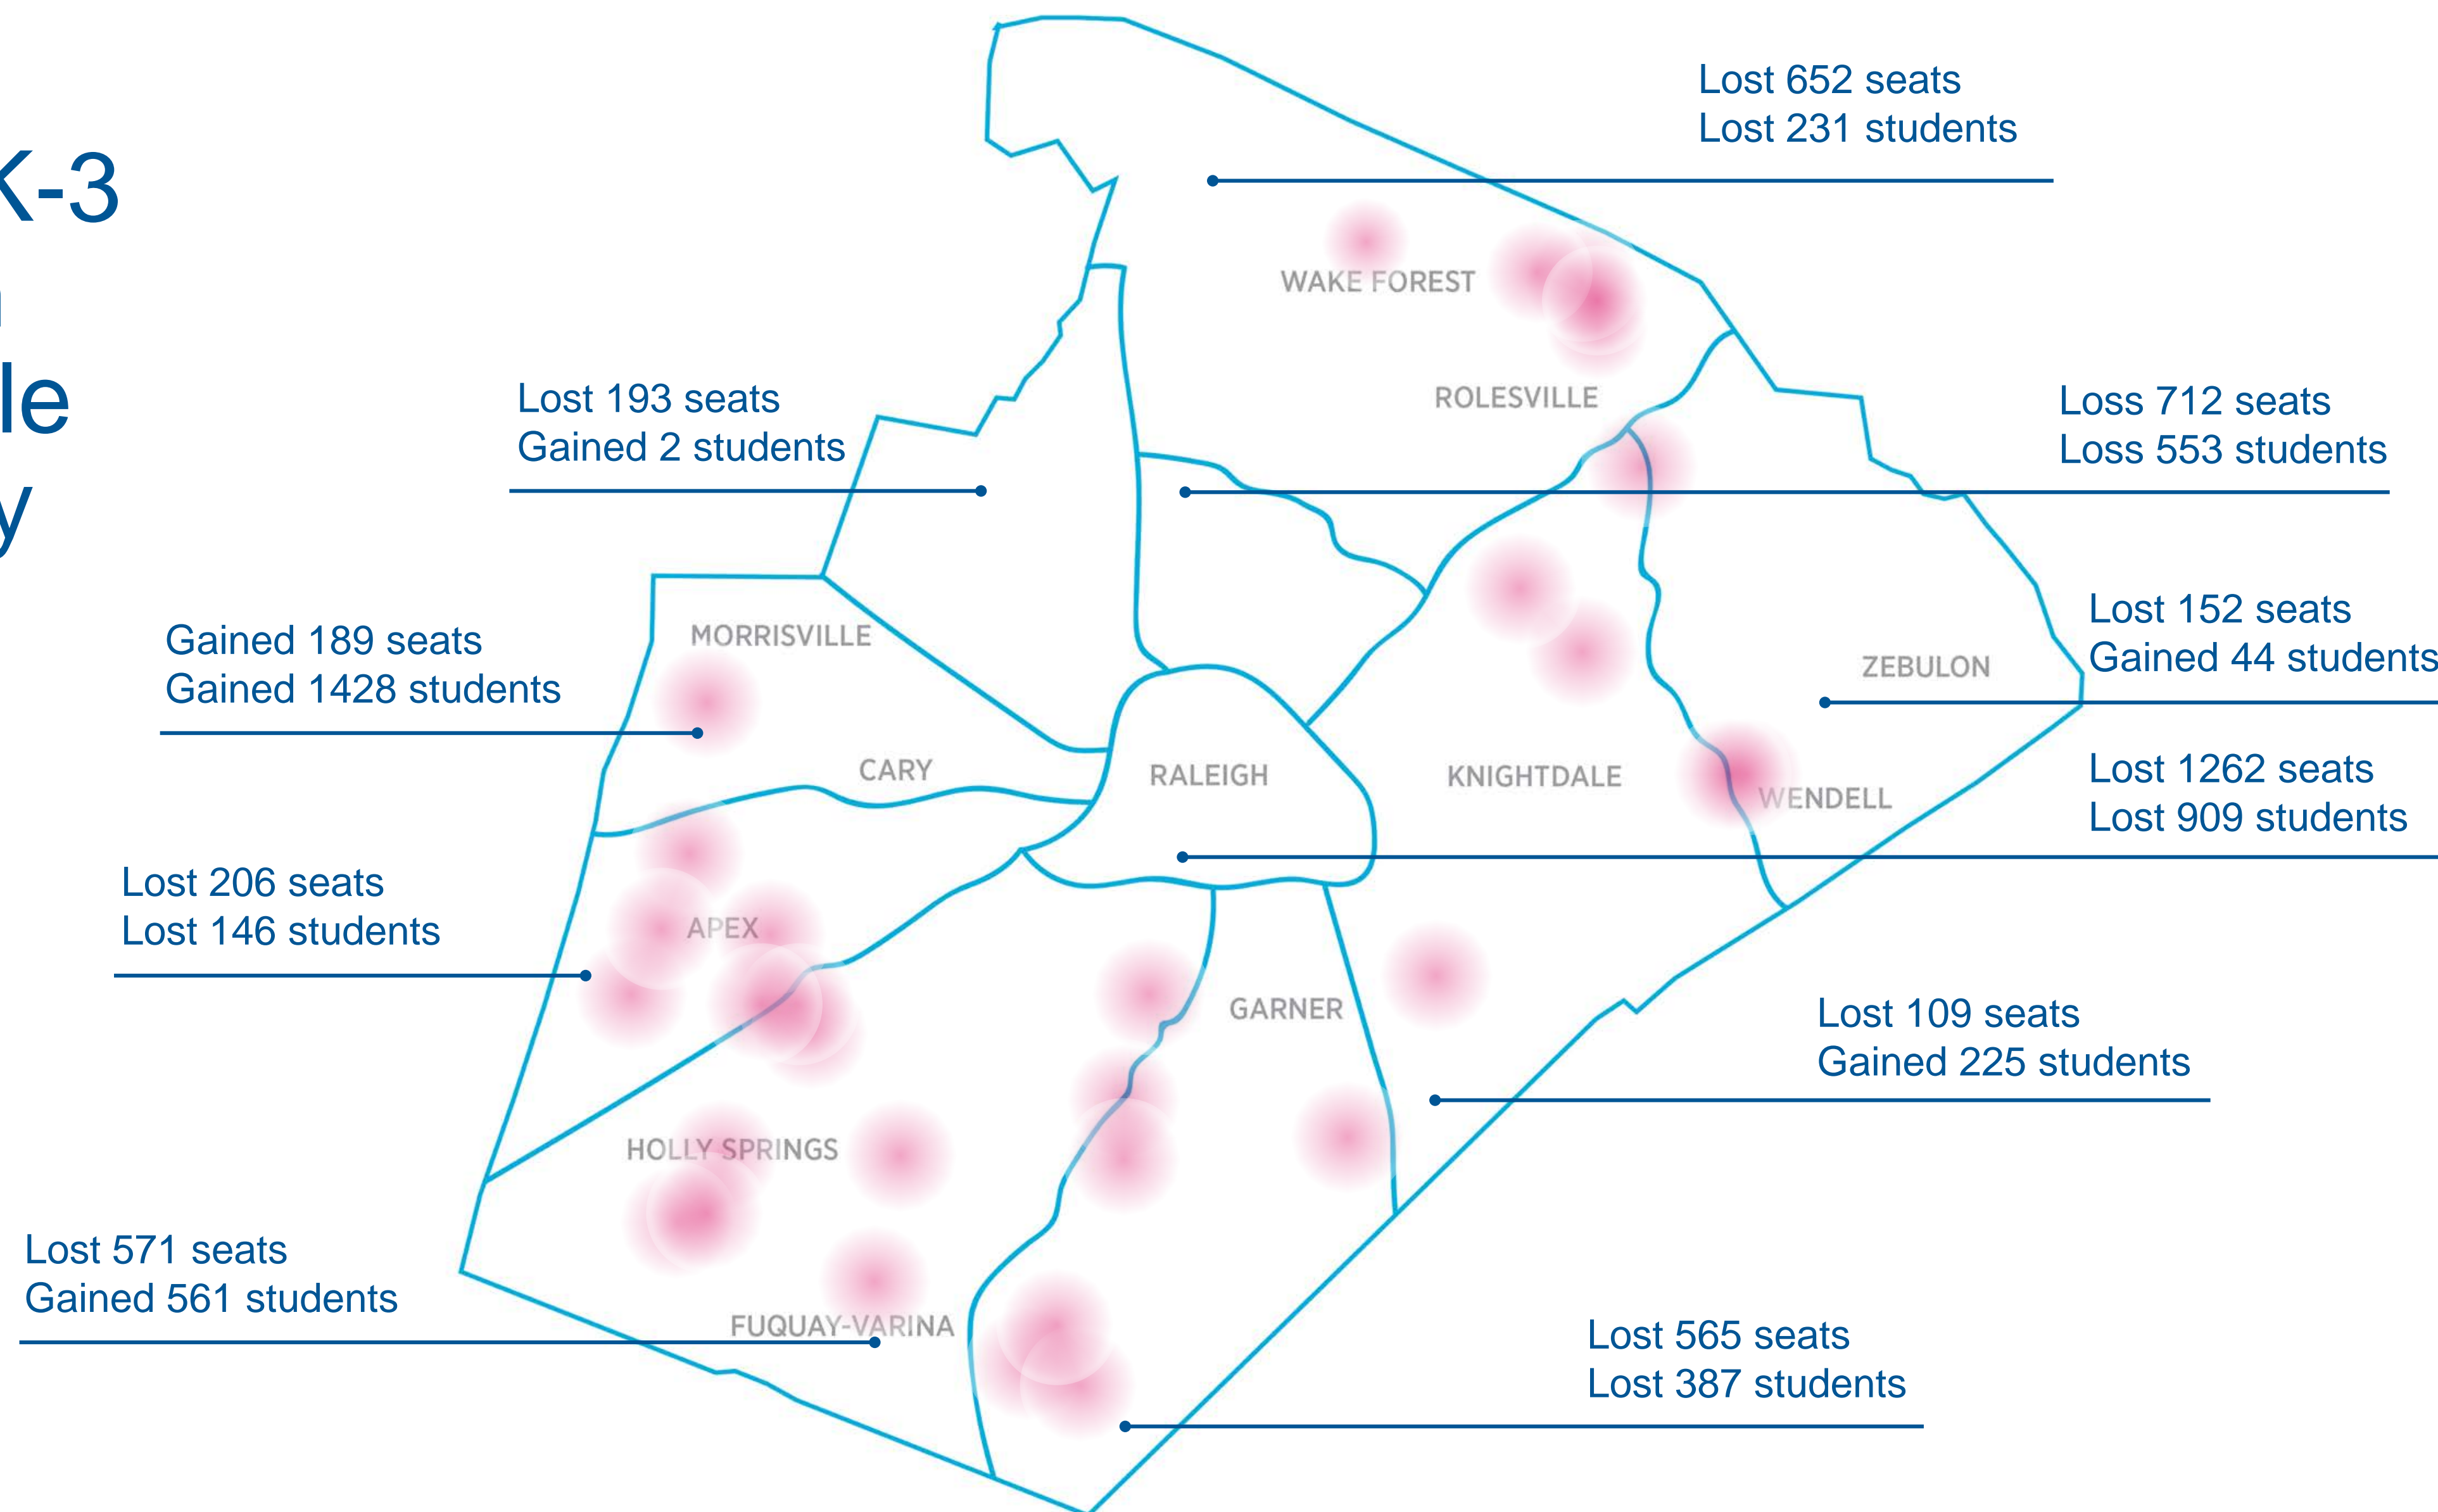 K-3
le
y
Lost 652 seats
Lost 231 students
WAKE FOREST
ROLESVILLE
Lost 193 seats
Gained 2 students
Loss 712 seats
Loss 553 students
MORRISVILLE
Gained 189 seats
Gained 1428 students
Lost 152 seats
Gained 44 students
ZEBULON
CARY
RALEIGH
KNIGHTDALE
WENDELL
Lost 1262 seats
Lost 909 students
Lost 206 seats
Lost 146 students
APEX
GARNER
Lost 109 seats
Gained 225 students
HOLLY SPRINGS
Lost 571 seats
Gained 561 students
FUQUAY-VARINA
Lost 565 seats
Lost 387 students